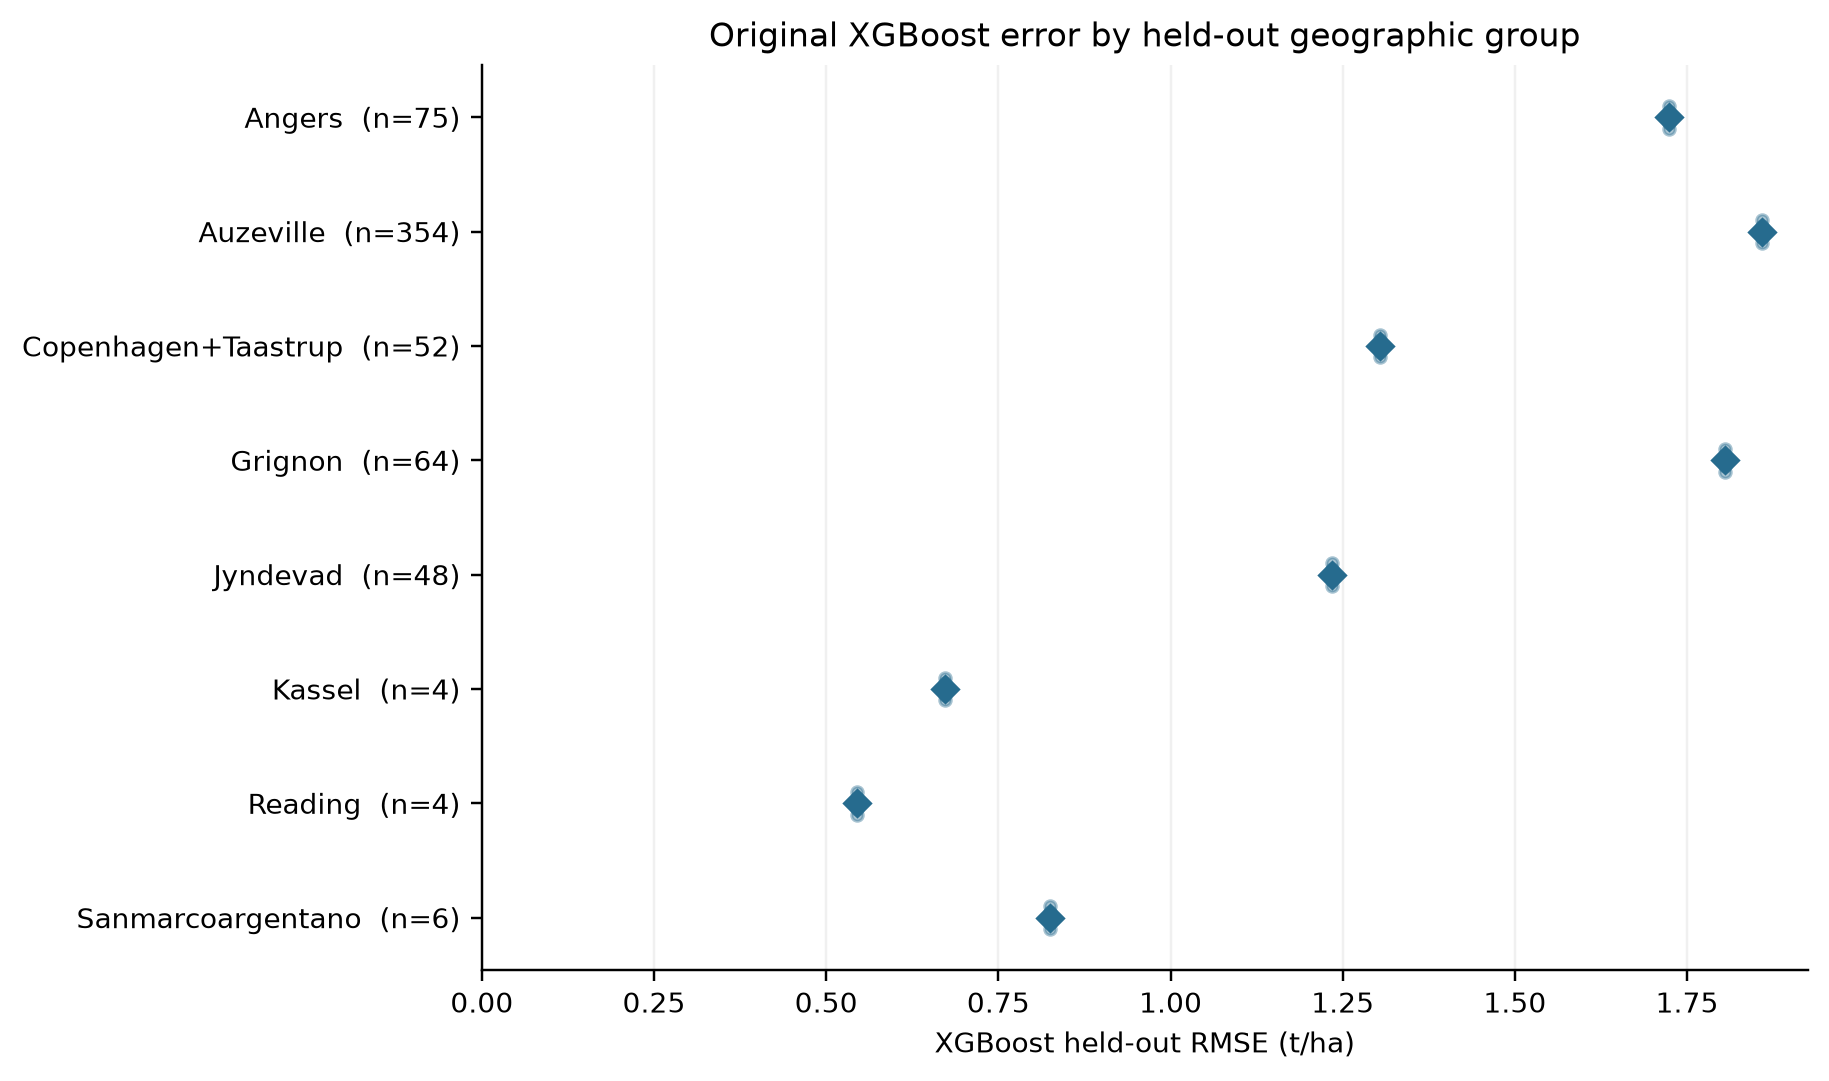 Original XGBoost error by held-out geographic group
Angers (n=75)
Auzeville (n=354)
Copenhagen+Taastrup (n=52)
Grignon (n=64)
Jyndevad (n=48)
Kassel (n=4)
Reading (n=4)
Sanmarcoargentano (n=6)
0.00 0.25 0.50 0.75 1.00 1.25 1.50 1.75
XGBoost held-out RMSE (t/ha)